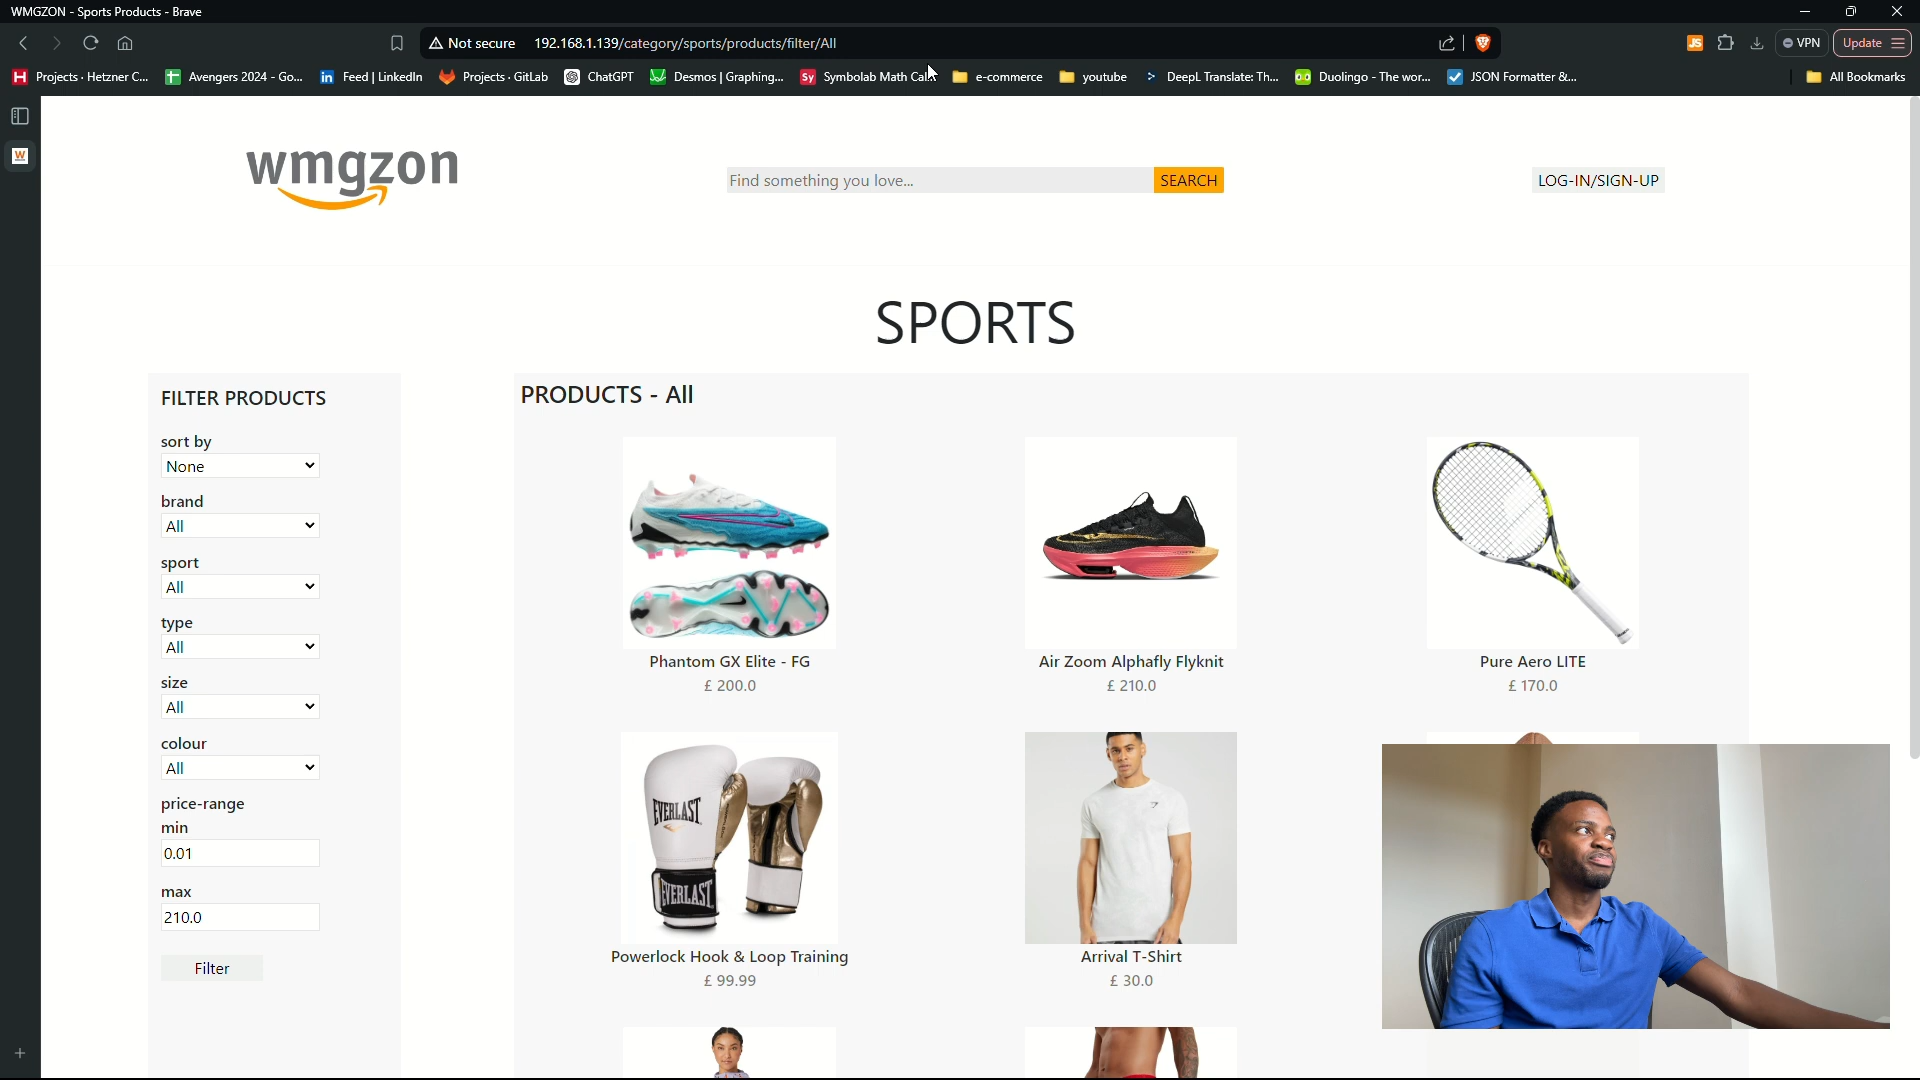 WMGZON - Sports Products - Brave
Not secure 192.168.1.139/category/sports/products/filter/All
JS
VPN
Update
Projects · Hetzner C...
Avengers 2024 - Go...
Feed | LinkedIn
Projects · GitLab
ChatGPT
Desmos | Graphing...
Sy Symbolab Math Cal...
e-commerce
youtube
DeepL Translate: Th...
Duolingo - The wor...
JSON Formatter &...
All Bookmarks
wmgzon
Find something you love...
SEARCH
LOG-IN/SIGN-UP
SPORTS
FILTER PRODUCTS
sort by
None
brand
All
sport
All
type
All
size
All
colour
All
price-range
min
0.01
max
210.0
Filter
PRODUCTS - All
Phantom GX Elite - FG
£ 200.0
Air Zoom Alphafly Flyknit
£ 210.0
Pure Aero LITE
£ 170.0
EVERLAST
EVERLAST
Powerlock Hook & Loop Training
£ 99.99
Arrival T-Shirt
£ 30.0